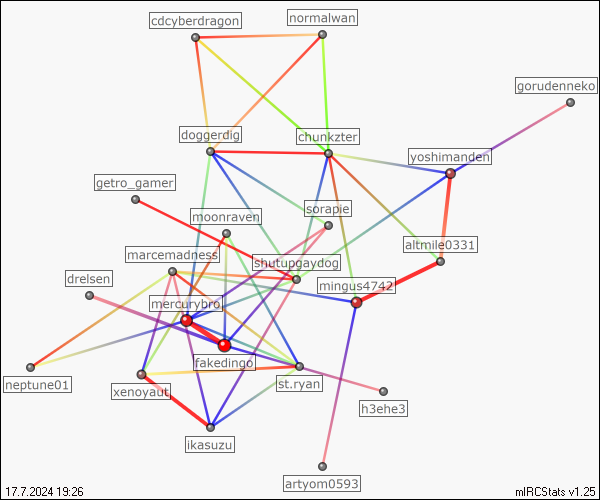 cdcyberdragon
normalwan
gorudenneko
doggerdig
chunkzter
yoshimanden
getro_gamer
sorapie
moonraven
altmile0331
marcemadness
shutupgaydog
drelsen
mingus4742
mercurybro
fakedingo
neptune01
xenoyaut
st.ryan
h3ehe3
ikasuzu
artyom0593
17.7.2024 19:26
mIRCStats v1.25